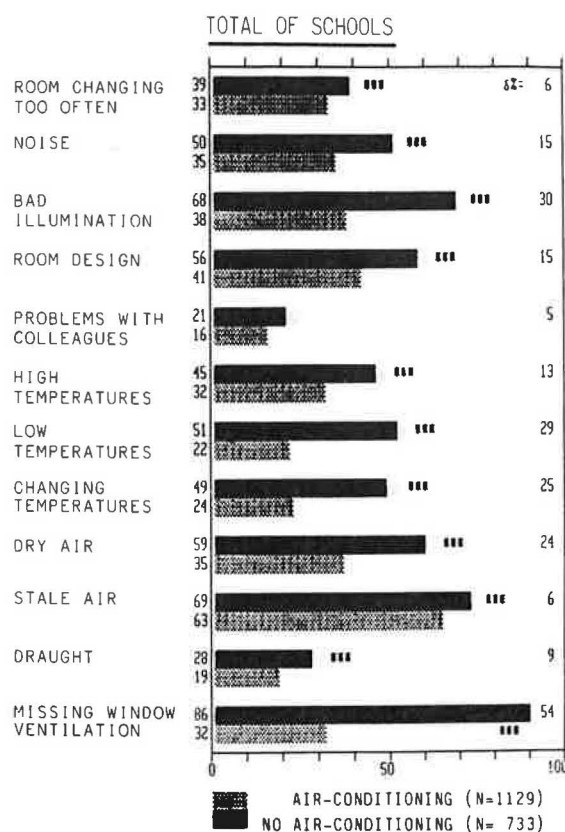 TOTAL OF SCHOOLS
ROOM CHANGING 39 *** δ%= 6
TOO OFTEN 33
NOISE 50 *** 15
35
BAD 68 *** 30
ILLUMINATION 38
ROOM DESIGN 56 *** 15
41
PROBLEMS WITH 21 5
COLLEAGUES 16
HIGH 45 *** 13
TEMPERATURES 32
LOW 51 *** 29
TEMPERATURES 22
CHANGING 49 *** 25
TEMPERATURES 24
DRY AIR 59 *** 24
35
STALE AIR 69 *** 6
63
DRAUGHT 28 *** 9
19
MISSING WINDOW 86 54
VENTILATION 32 ***
0 50 100
AIR-CONDITIONING (N=1129)
NO AIR-CONDITIONING (N= 733)